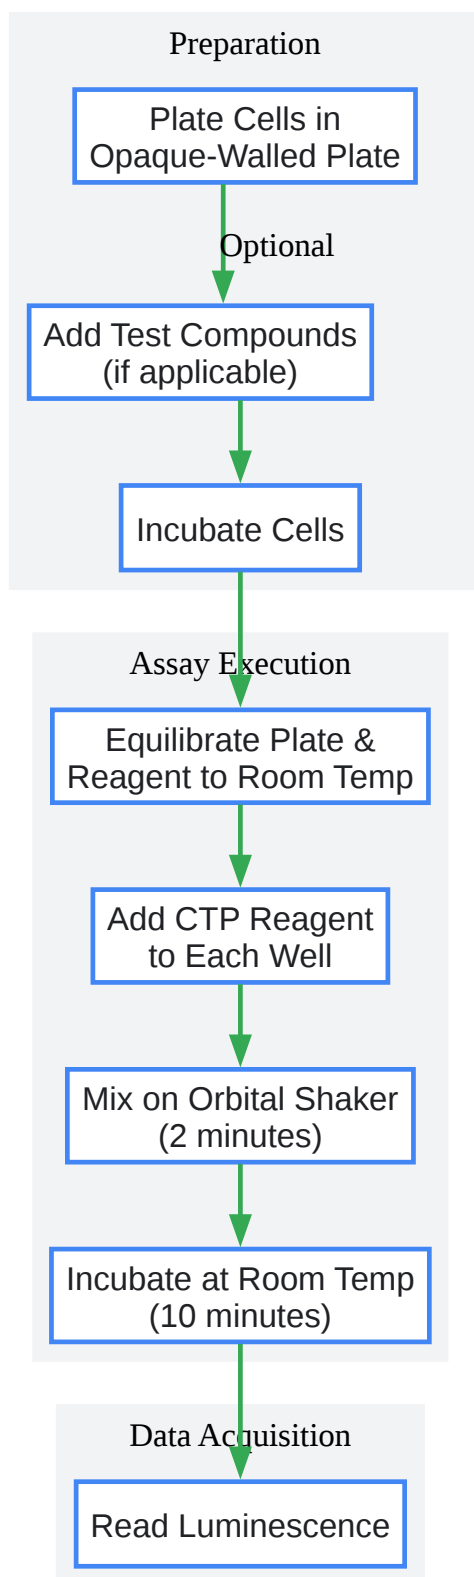 Preparation
Plate Cells in
Opaque-Walled Plate
Optional
Add Test Compounds
(if applicable)
Incubate Cells
Assay Execution
Equilibrate Plate &
Reagent to Room Temp
Add CTP Reagent
to Each Well
Mix on Orbital Shaker
(2 minutes)
Incubate at Room Temp
(10 minutes)
Data Acquisition
Read Luminescence